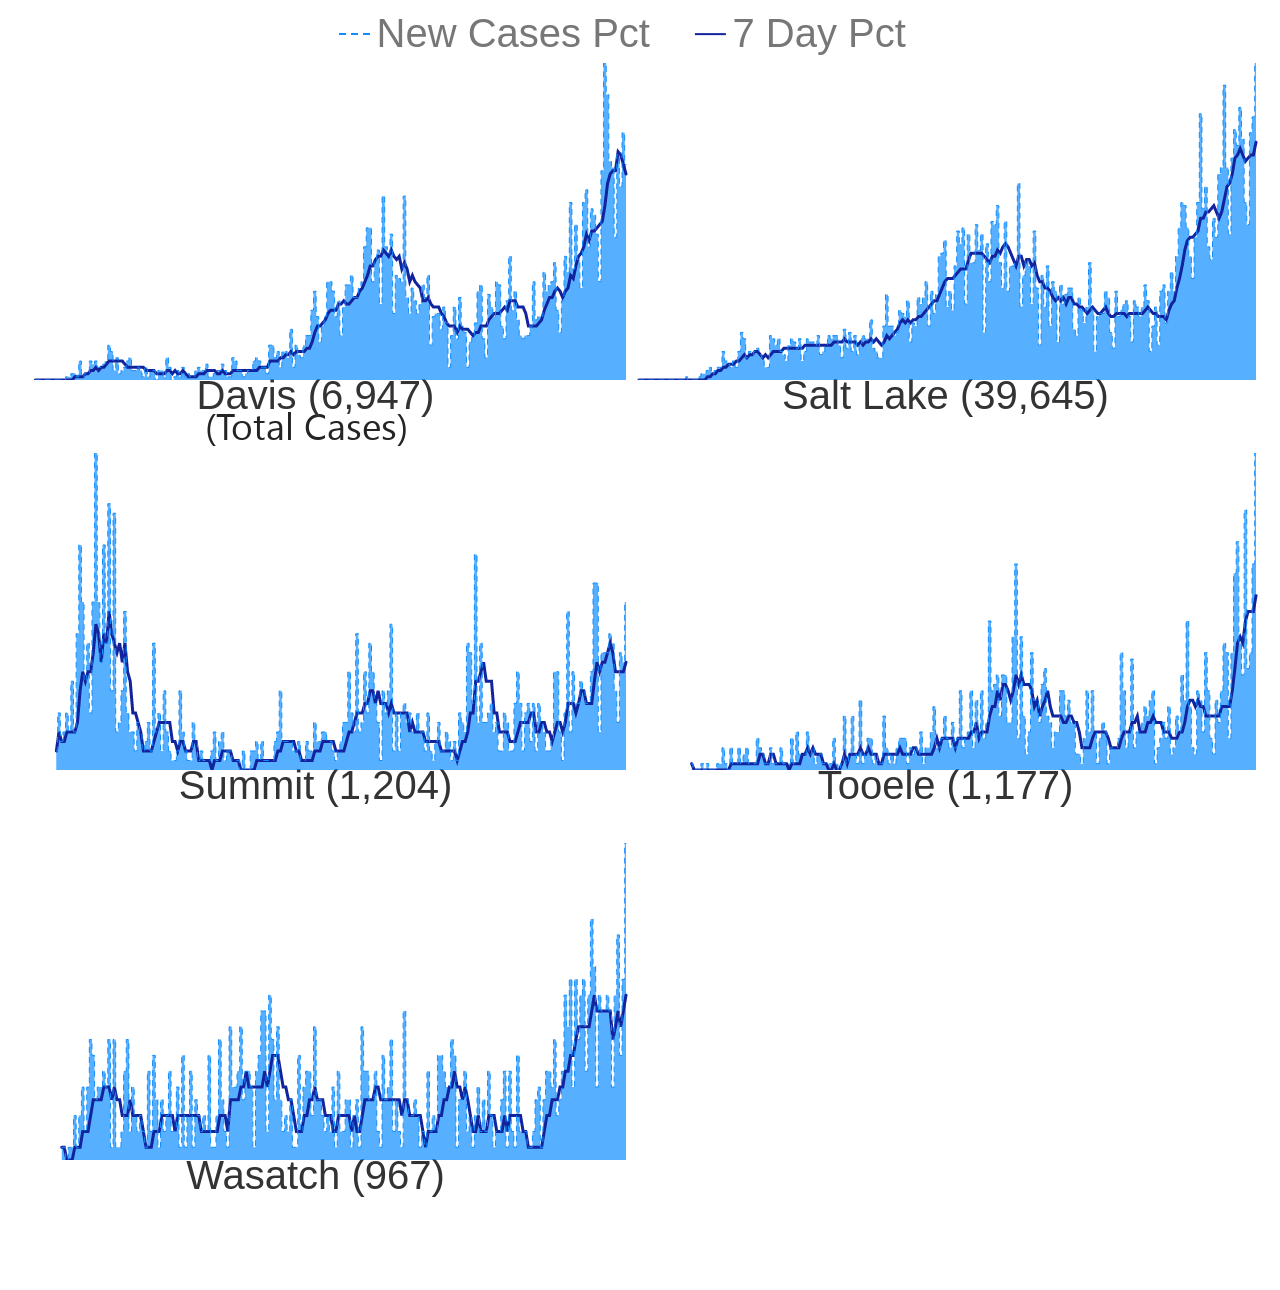 New Cases Pct 7 Day Pct
Davis (6,947) Salt Lake (39,645)
(Total Cases)
Summit (1,204) Tooele (1,177)
Wasatch (967)